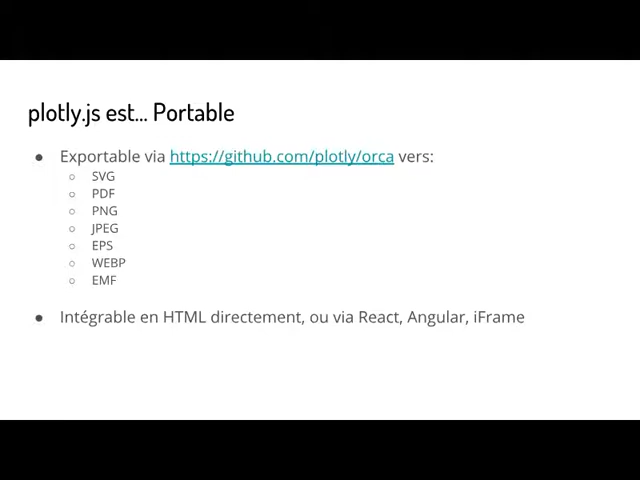 plotly.js est... Portable
● Exportable via https://github.com/plotly/orca vers:
○ SVG
○ PDF
○ PNG
○ JPEG
○ EPS
○ WEBP
○ EMF
● Intégrable en HTML directement, ou via React, Angular, iFrame